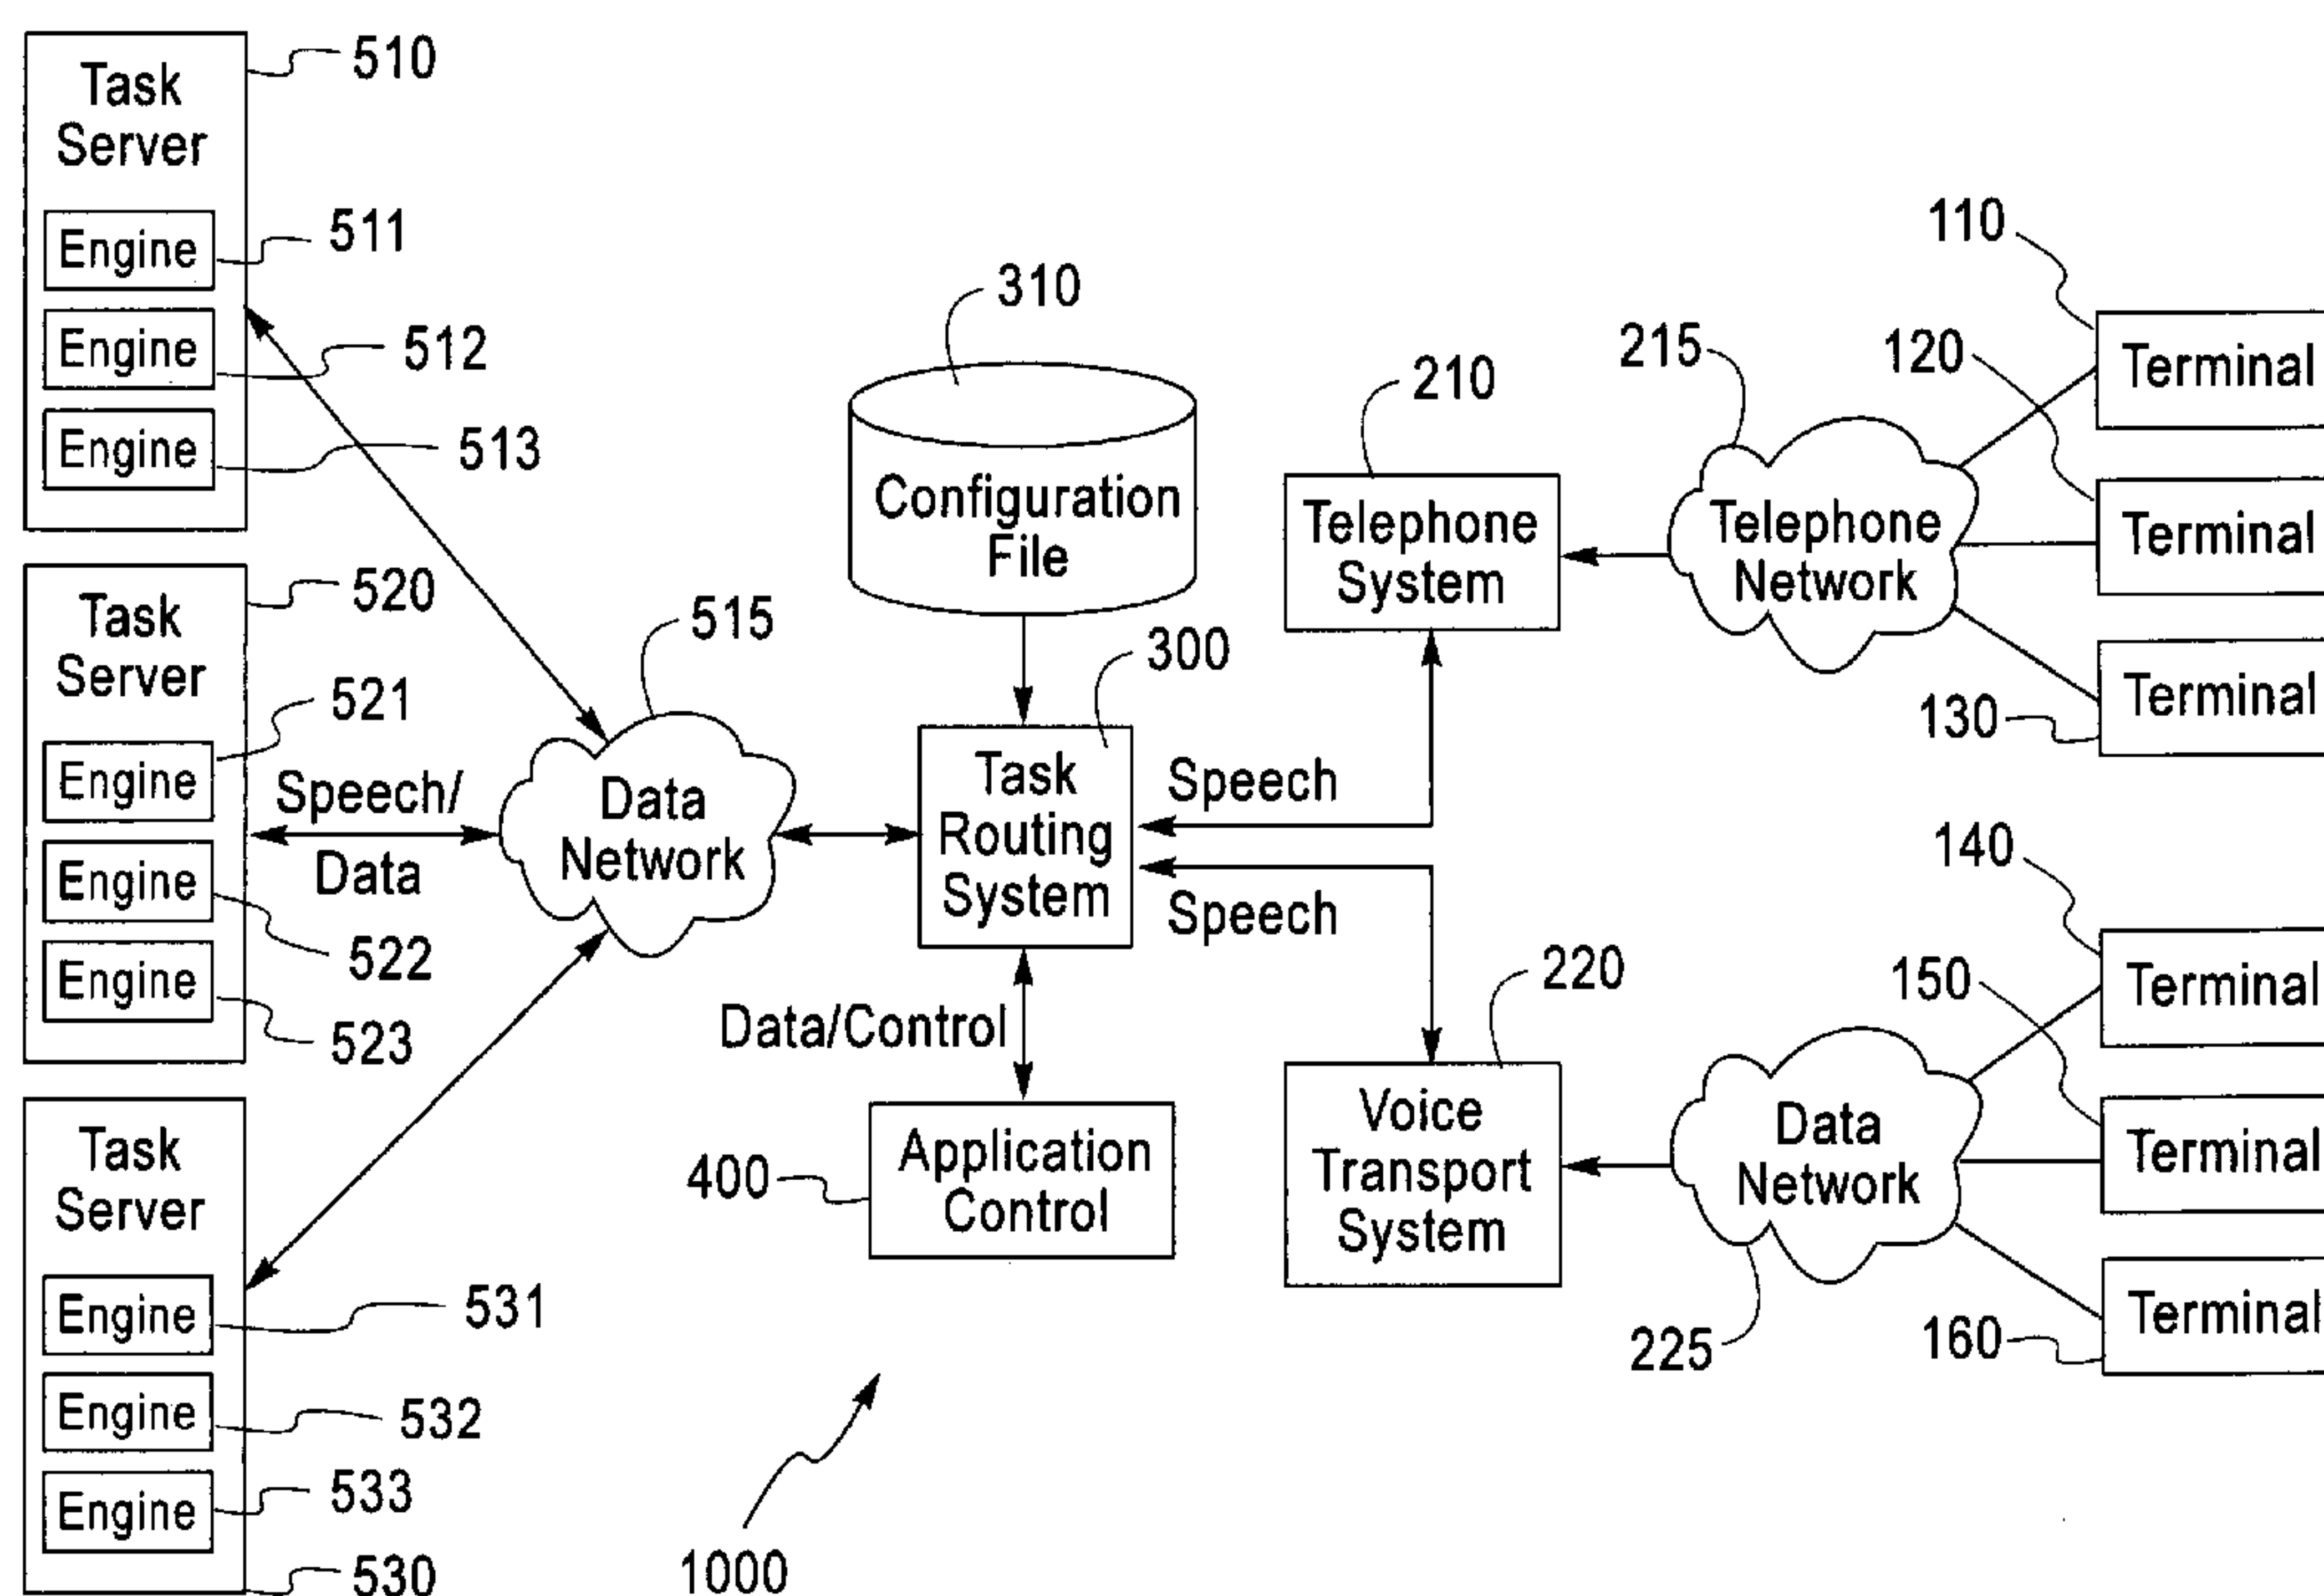 Task
Server
510
Engine
511
Engine
512
Engine
513
Task
Server
520
Engine
521
Engine
522
Engine
523
Speech/
Data
Task
Server
Engine
531
Engine
532
Engine
533
530
515
Data
Network
310
Configuration
File
300
Task
Routing
System
Data/Control
400
Application
Control
1000
Speech
Speech
210
Telephone
System
220
Voice
Transport
System
215
Telephone
Network
Data
Network
225
110
Terminal
120
Terminal
130
Terminal
140
Terminal
150
Terminal
160
Terminal